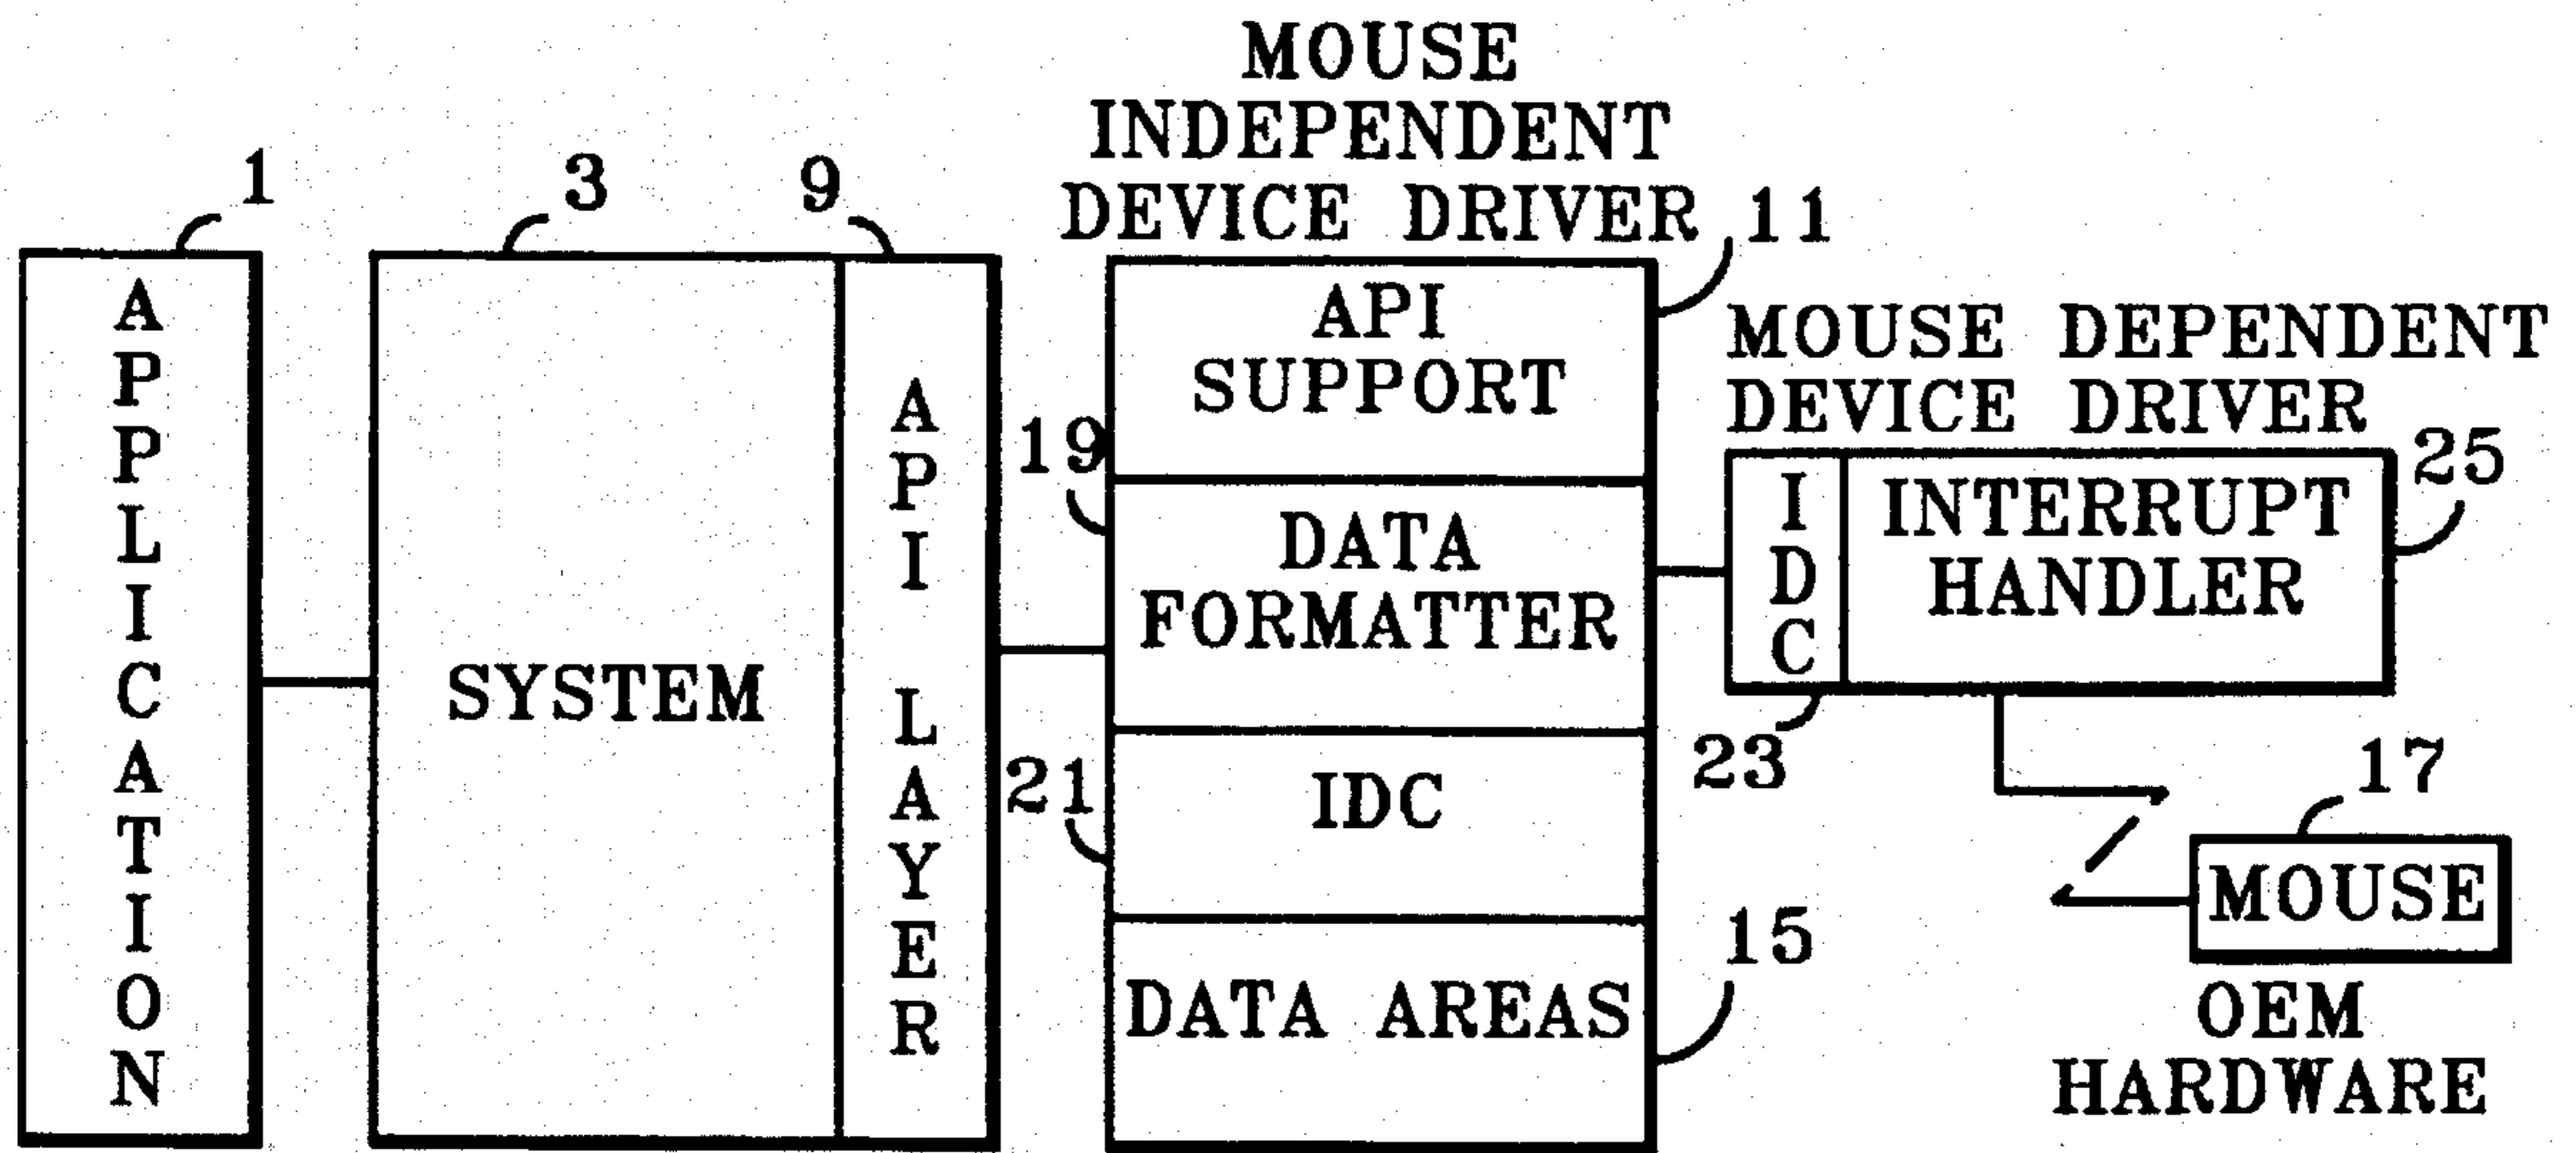 MOUSE
INDEPENDENT
DEVICE DRIVER
1
3
9
11
APPLICATION
SYSTEM
API LAYER
API
SUPPORT
19
DATA
FORMATTER
21
IDC
DATA AREAS
15
MOUSE DEPENDENT
DEVICE DRIVER
25
IDC
INTERRUPT
HANDLER
23
17
MOUSE
OEM
HARDWARE